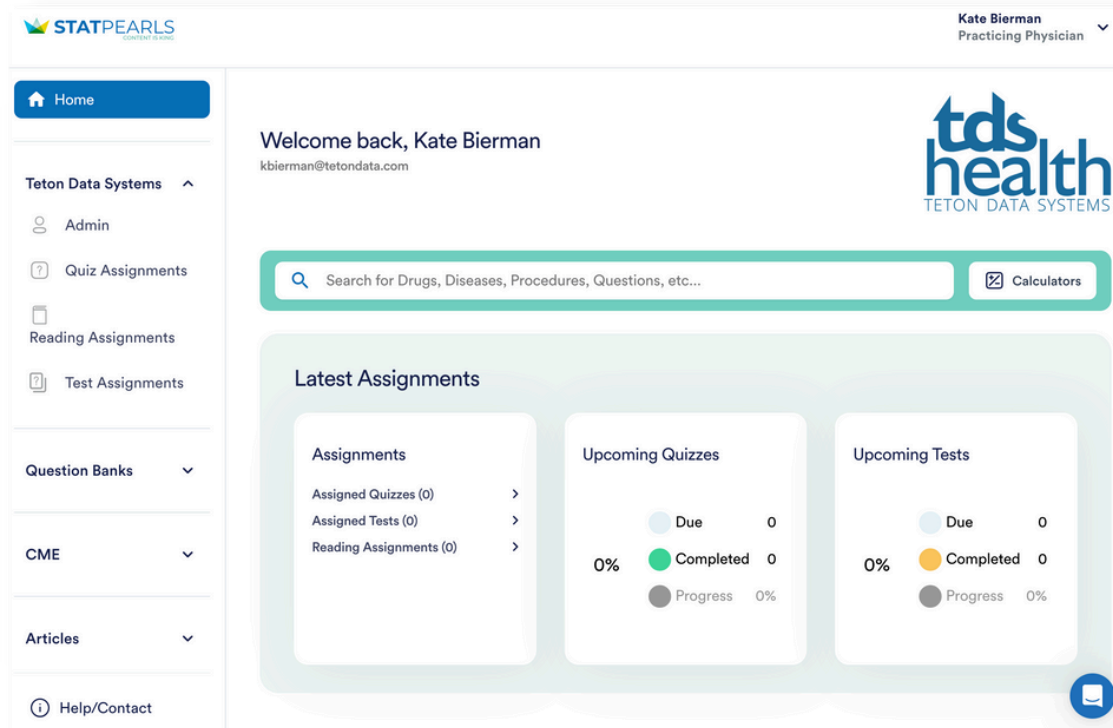 STATPEARLS
CONTENT IS KING
Kate Bierman
Practicing Physician
Home
Teton Data Systems
Admin
Quiz Assignments
Reading Assignments
Test Assignments
Question Banks
CME
Articles
Help/Contact
Welcome back, Kate Bierman
kbierman@tetondata.com
tds
health
TETON DATA SYSTEMS
Search for Drugs, Diseases, Procedures, Questions, etc...
Calculators
Latest Assignments
Assignments
Assigned Quizzes (0)
Assigned Tests (0)
Reading Assignments (0)
Upcoming Quizzes
0%
Due 0
Completed 0
Progress 0%
Upcoming Tests
0%
Due 0
Completed 0
Progress 0%